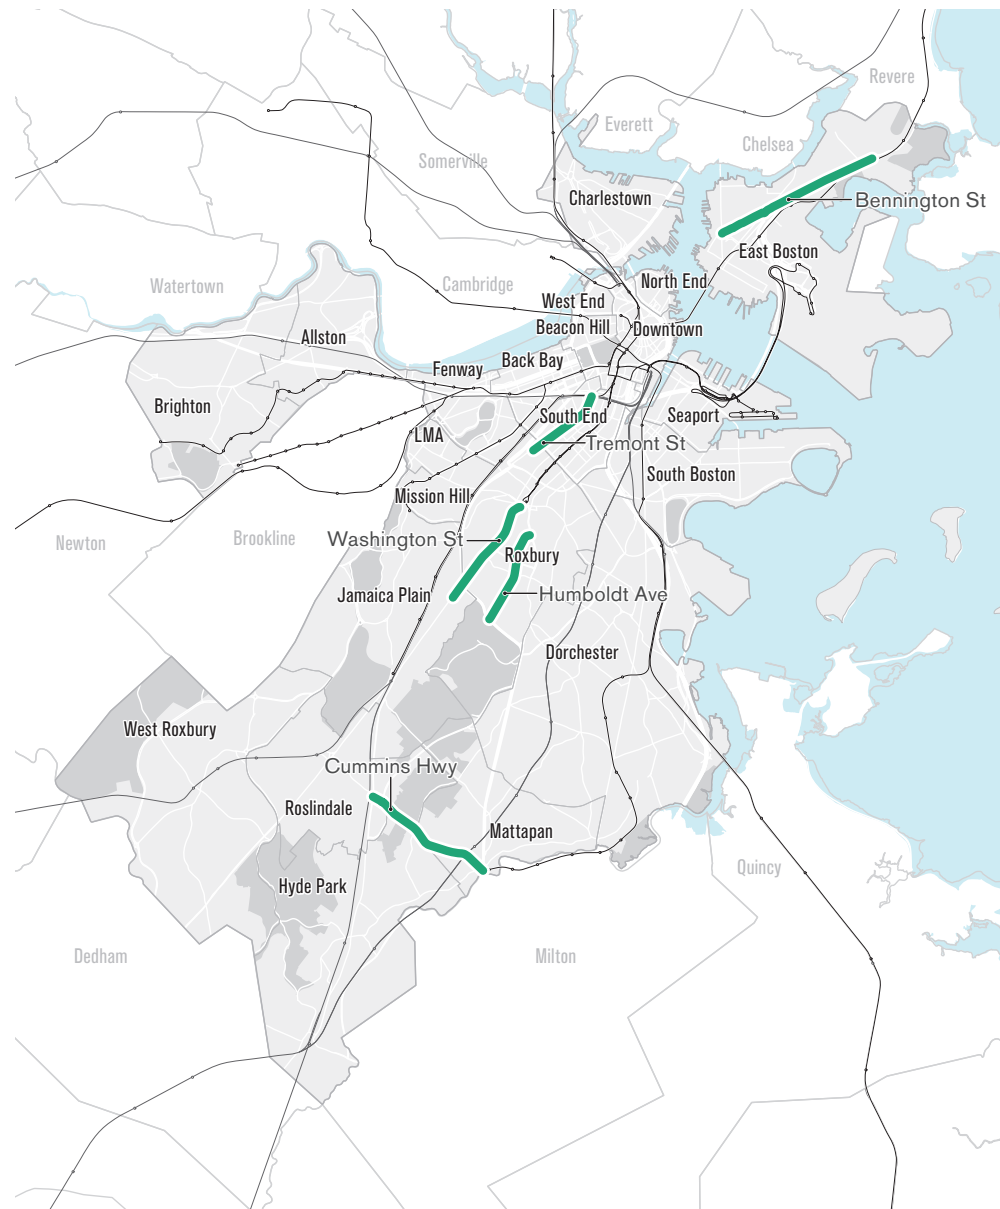 Revere
Everett
Chelsea
Somerville
Charlestown
Bennington St
East Boston
North End
Watertown
Cambridge
West End
Beacon Hill
Downtown
Allston
Back Bay
Fenway
Brighton
South End
Seaport
LMA
Tremont St
South Boston
Mission Hill
Newton
Brookline
Washington St
Roxbury
Jamaica Plain
Humboldt Ave
Dorchester
West Roxbury
Cummins Hwy
Roslindale
Mattapan
Quincy
Hyde Park
Dedham
Milton